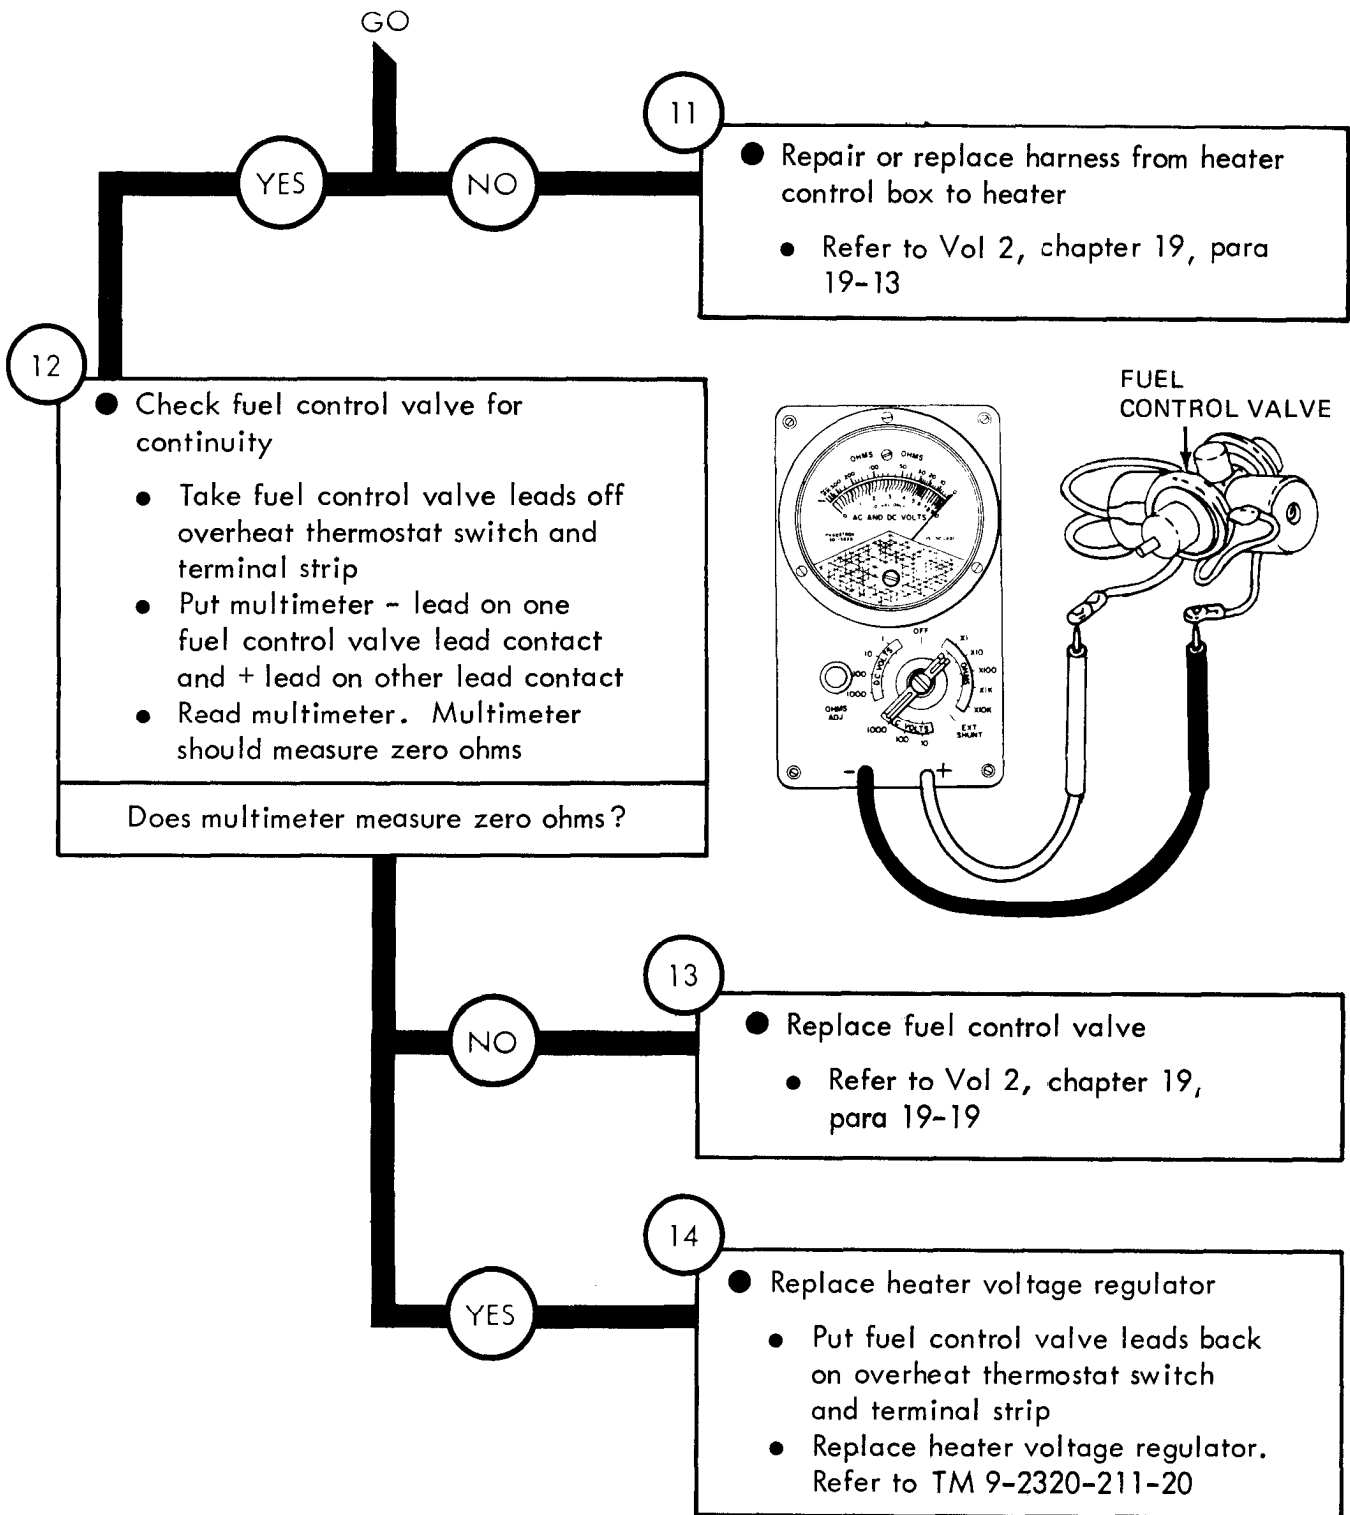 GO
YES
NO
11
● Repair or replace harness from heater
control box to heater
● Refer to Vol 2, chapter 19, para
19-13
12
● Check fuel control valve for
continuity
● Take fuel control valve leads off
overheat thermostat switch and
terminal strip
● Put multimeter - lead on one
fuel control valve lead contact
and + lead on other lead contact
● Read multimeter. Multimeter
should measure zero ohms
Does multimeter measure zero ohms?
FUEL
CONTROL VALVE
OHMS OHMS
AC AND DC VOLTS
OFF
1
10
100
1000
DC VOLTS
X1
X10
X100
X1K
X10K
OHMS
OHMS
ADJ
1000
100
10
VOLTS
EXT
SHUNT
- +
13
NO
● Replace fuel control valve
● Refer to Vol 2, chapter 19,
para 19-19
14
YES
● Replace heater voltage regulator
● Put fuel control valve leads back
on overheat thermostat switch
and terminal strip
● Replace heater voltage regulator.
Refer to TM 9-2320-211-20